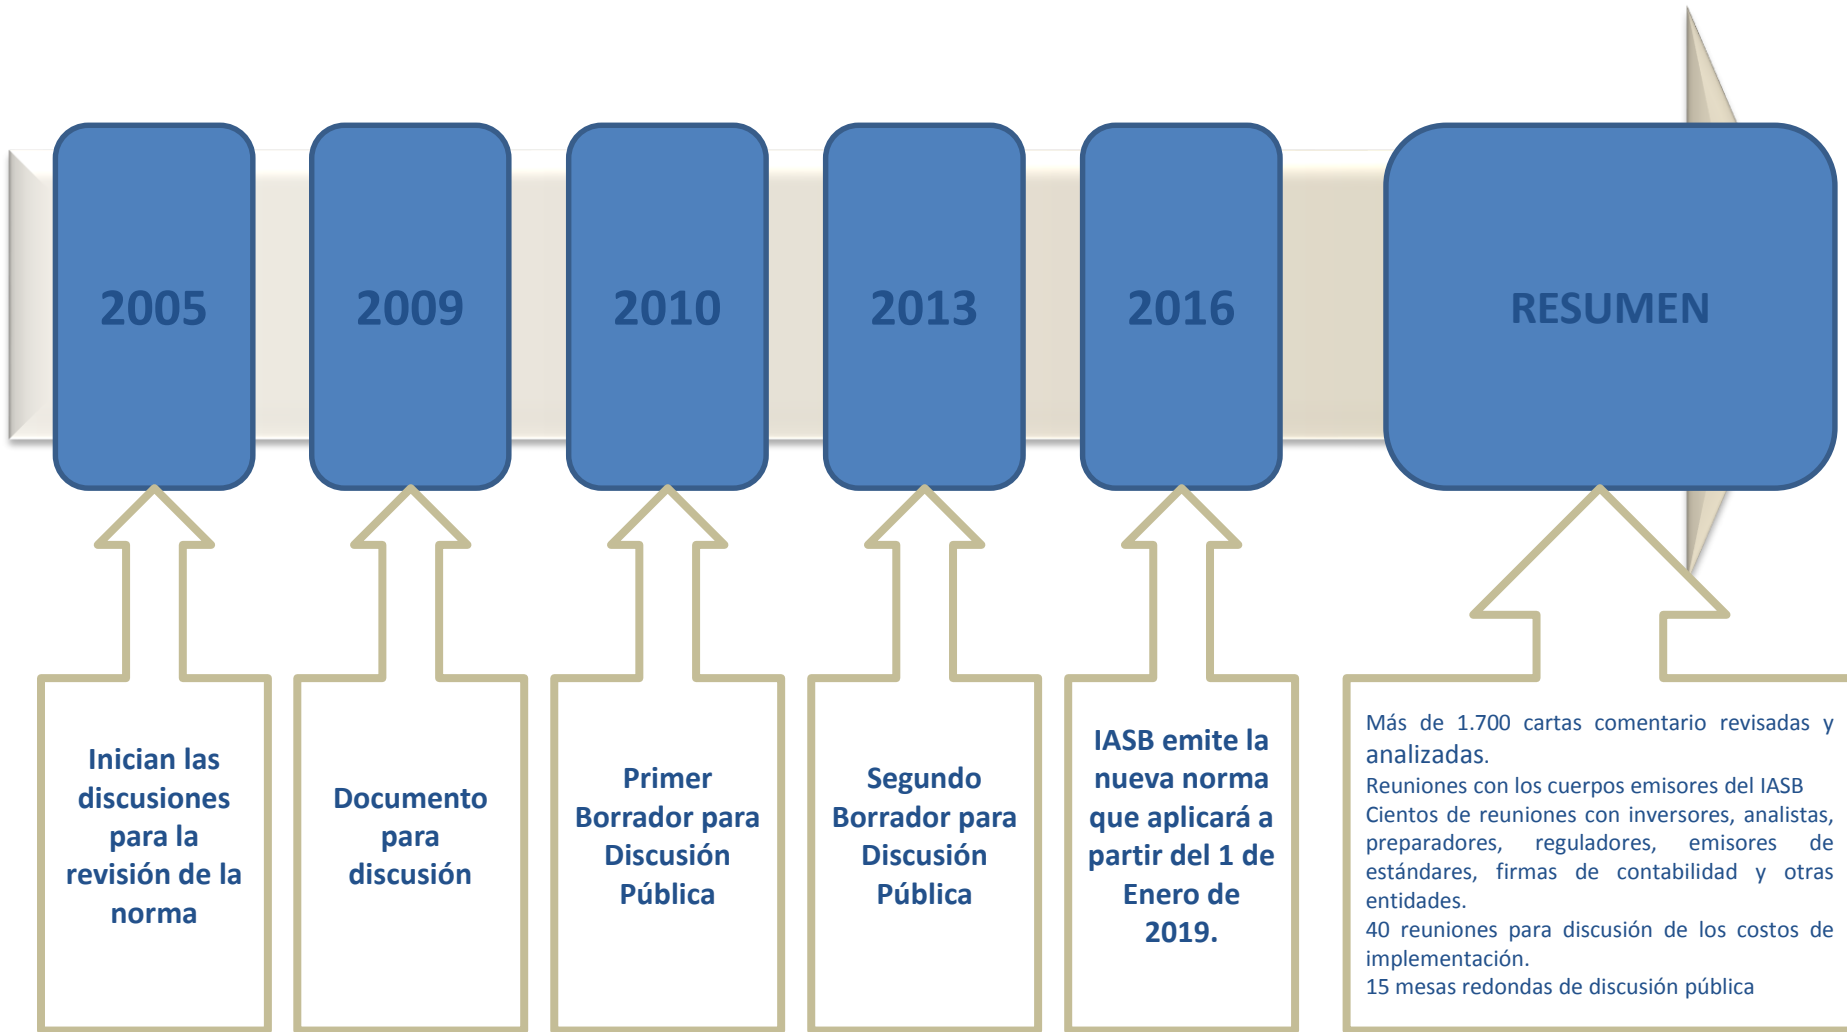 2005
2009
2010
2013
2016
RESUMEN
Inician las
discusiones
para la
revisión de la
norma
Documento
para
discusión
Primer
Borrador para
Discusión
Pública
Segundo
Borrador para
Discusión
Pública
IASB emite la
nueva norma
que aplicará a
partir del 1 de
Enero de
2019.
Más de 1.700 cartas comentario revisadas y
analizadas.
Reuniones con los cuerpos emisores del IASB
Cientos de reuniones con inversores, analistas,
preparadores, reguladores, emisores de
estándares, firmas de contabilidad y otras
entidades.
40 reuniones para discusión de los costos de
implementación.
15 mesas redondas de discusión pública